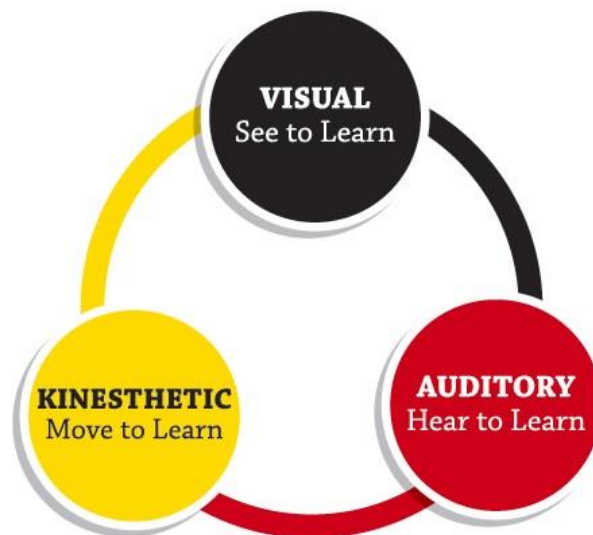 VISUAL
See to Learn
KINESTHETIC
Move to Learn
AUDITORY
Hear to Learn